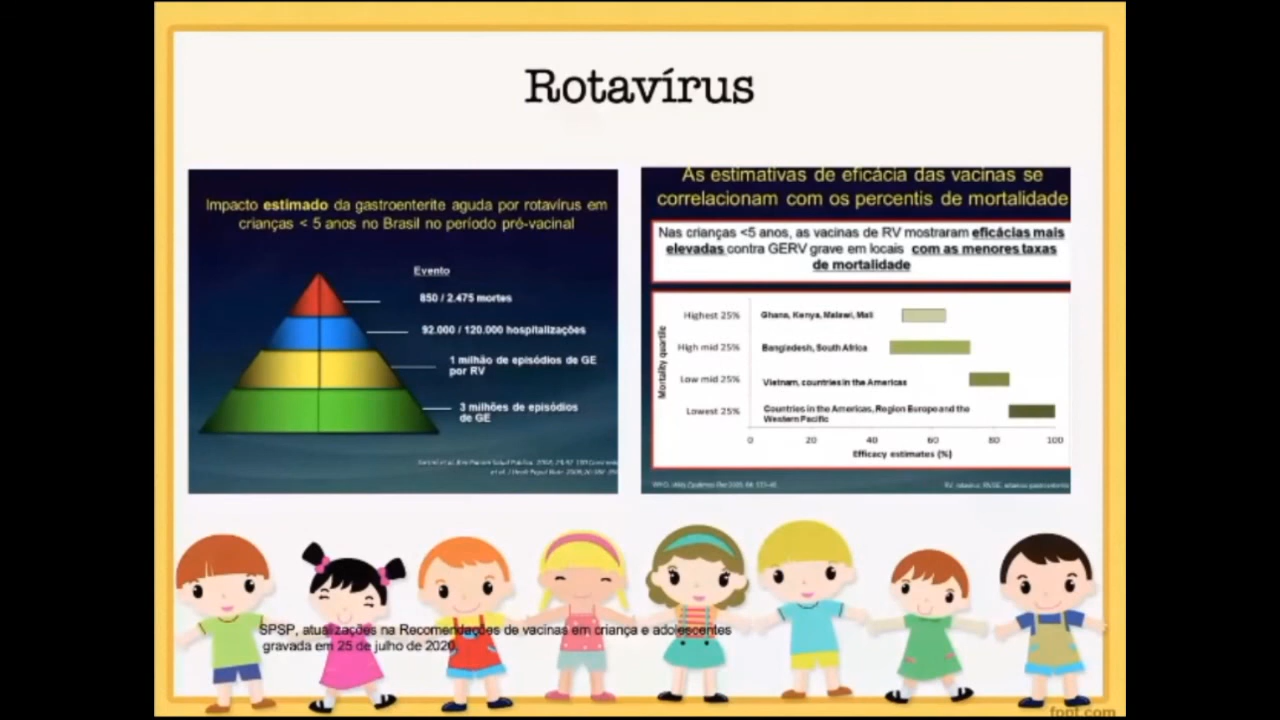 Rotavírus
Impacto estimado da gastroenterite aguda por rotavírus em
crianças < 5 anos no Brasil no período pré-vacinal
Evento
850 / 2.475 mortes
92.000 / 120.000 hospitalizações
1 milhão de episódios de GE
por RV
3 milhões de episódios
de GE
As estimativas de eficácia das vacinas se
correlacionam com os percentis de mortalidade
Nas crianças <5 anos, as vacinas de RV mostraram eficácias mais
elevadas contra GERV grave em locais com as menores taxas
de mortalidade
Mortality quartile
Highest 25% Ghana, Kenya, Malawi, Mali
High mid 25% Bangladesh, South Africa
Low mid 25% Vietnam, countries in the Americas
Lowest 25% Countries in the Americas, Region Europe and the
Western Pacific
0 20 40 60 80 100
Efficacy estimates (%)
SPSP, atualizações na Recomendações de vacinas em criança e adolescentes
gravada em 25 de julho de 2020.
fppt.com